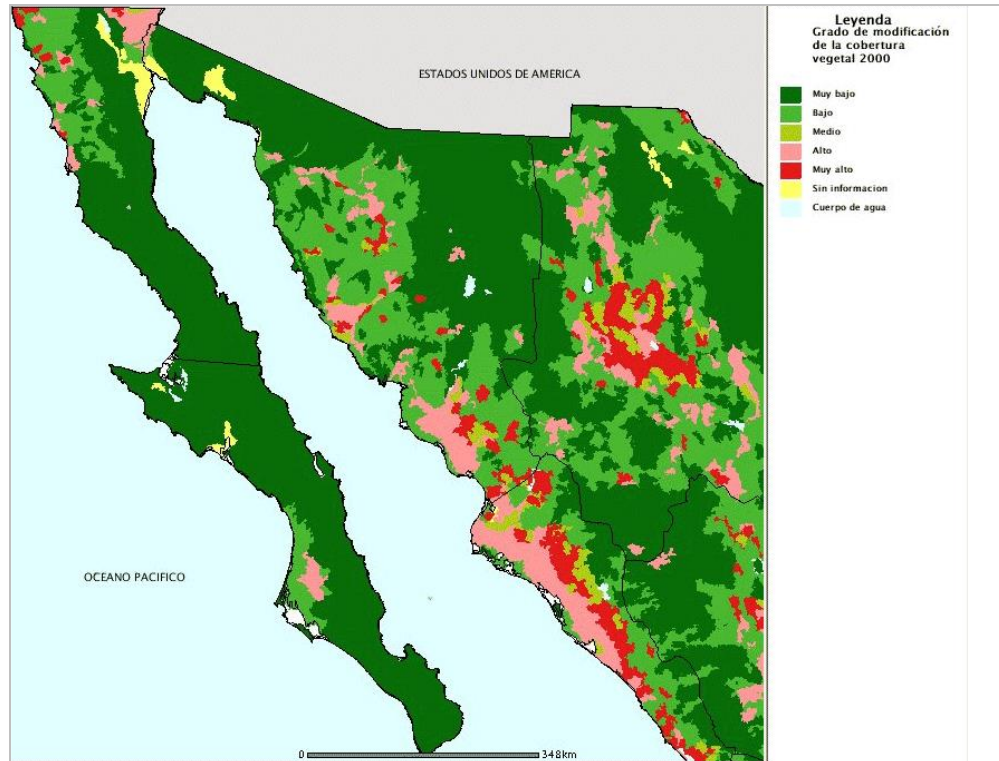 Leyenda
Grado de modificación
de la cobertura
vegetal 2000
ESTADOS UNIDOS DE AMERICA
Muy bajo
Bajo
Medio
Alto
Muy alto
Sin informacion
Cuerpo de agua
OCEANO PACIFICO
0 348km